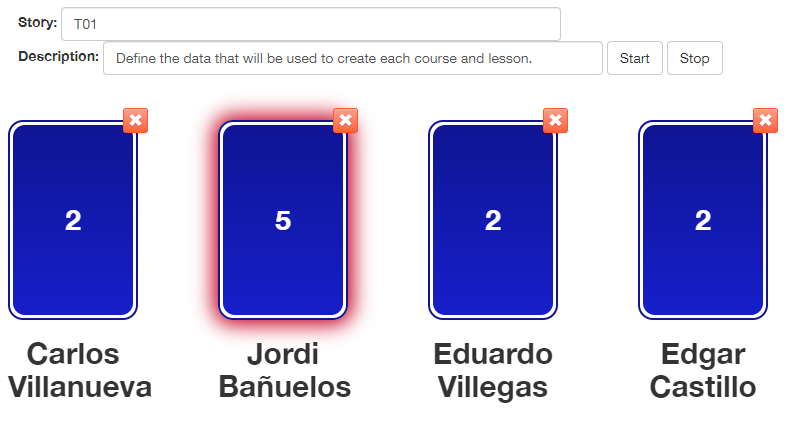 Story: T01
Description: Define the data that will be used to create each course and lesson. Start Stop
2 5 2 2
Carlos Jordi Eduardo Edgar
Villanueva Bañuelos Villegas Castillo